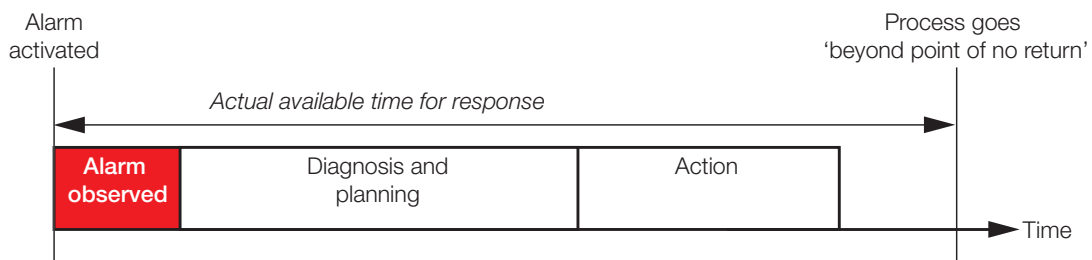 Alarm
activated
Process goes
‘beyond point of no return’
Actual available time for response
Alarm
observed
Diagnosis and
planning
Action
Time